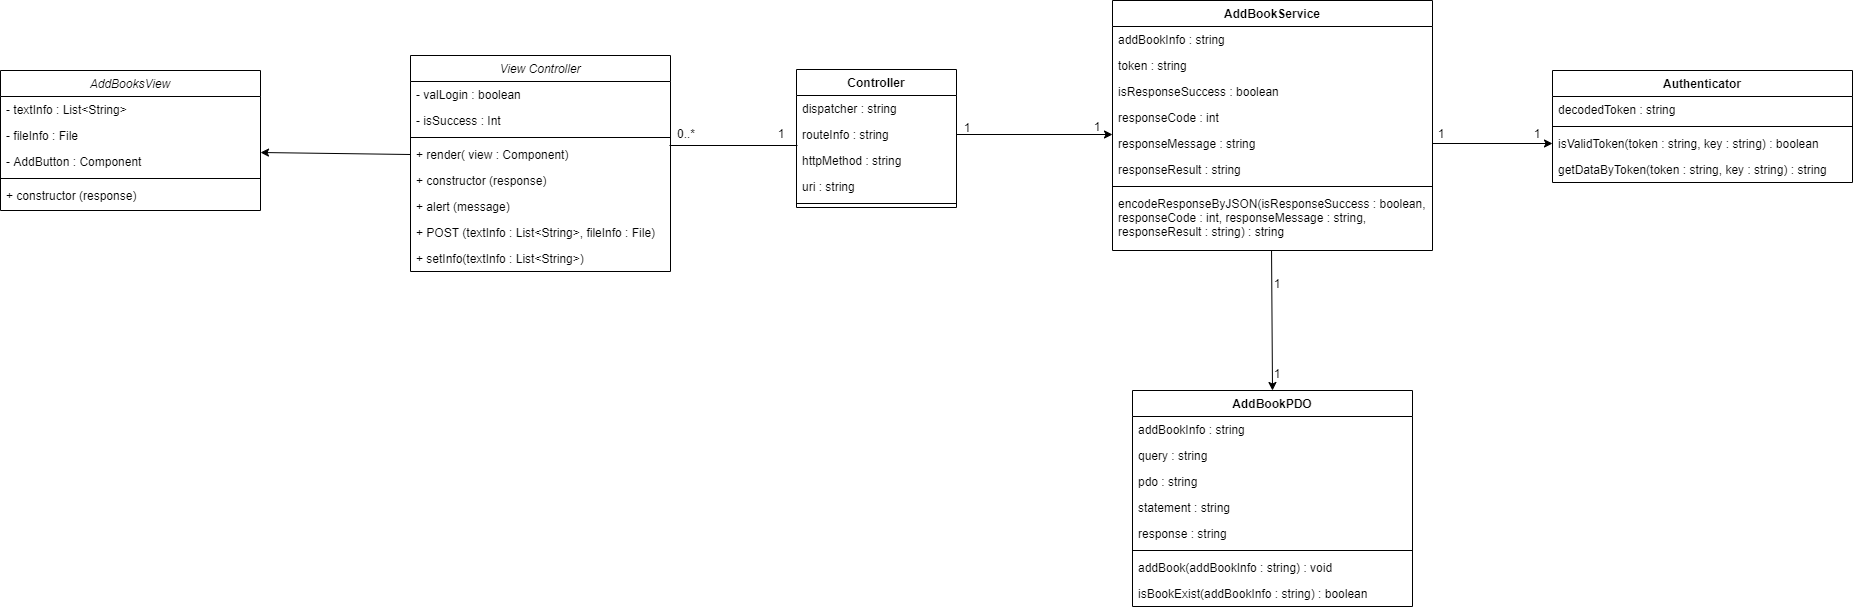 AddBooksView
- textInfo : List<String>
- fileInfo : File
- AddButton : Component
+ constructor (response)
View Controller
- valLogin : boolean
- isSuccess : Int
+ render( view : Component)
+ constructor (response)
+ alert (message)
+ POST (textInfo : List<String>, fileInfo : File)
+ setInfo(textInfo : List<String>)
0..*
1
Controller
dispatcher : string
routeInfo : string
httpMethod : string
uri : string
1
1
AddBookService
addBookInfo : string
token : string
isResponseSuccess : boolean
responseCode : int
responseMessage : string
responseResult : string
encodeResponseByJSON(isResponseSuccess : boolean,
responseCode : int, responseMessage : string,
responseResult : string) : string
1
1
Authenticator
decodedToken : string
isValidToken(token : string, key : string) : boolean
getDataByToken(token : string, key : string) : string
1
1
AddBookPDO
addBookInfo : string
query : string
pdo : string
statement : string
response : string
addBook(addBookInfo : string) : void
isBookExist(addBookInfo : string) : boolean